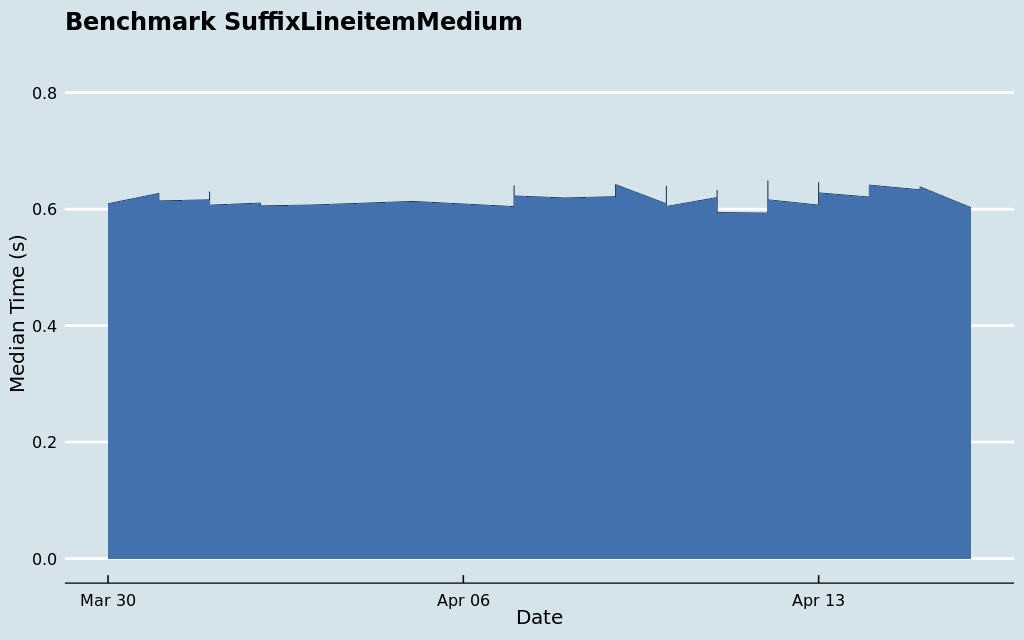 Benchmark SuffixLineitemMedium
0.8
0.6
0.4
0.2
0.0
Median Time (s)
Mar 30
Apr 06
Apr 13
Date